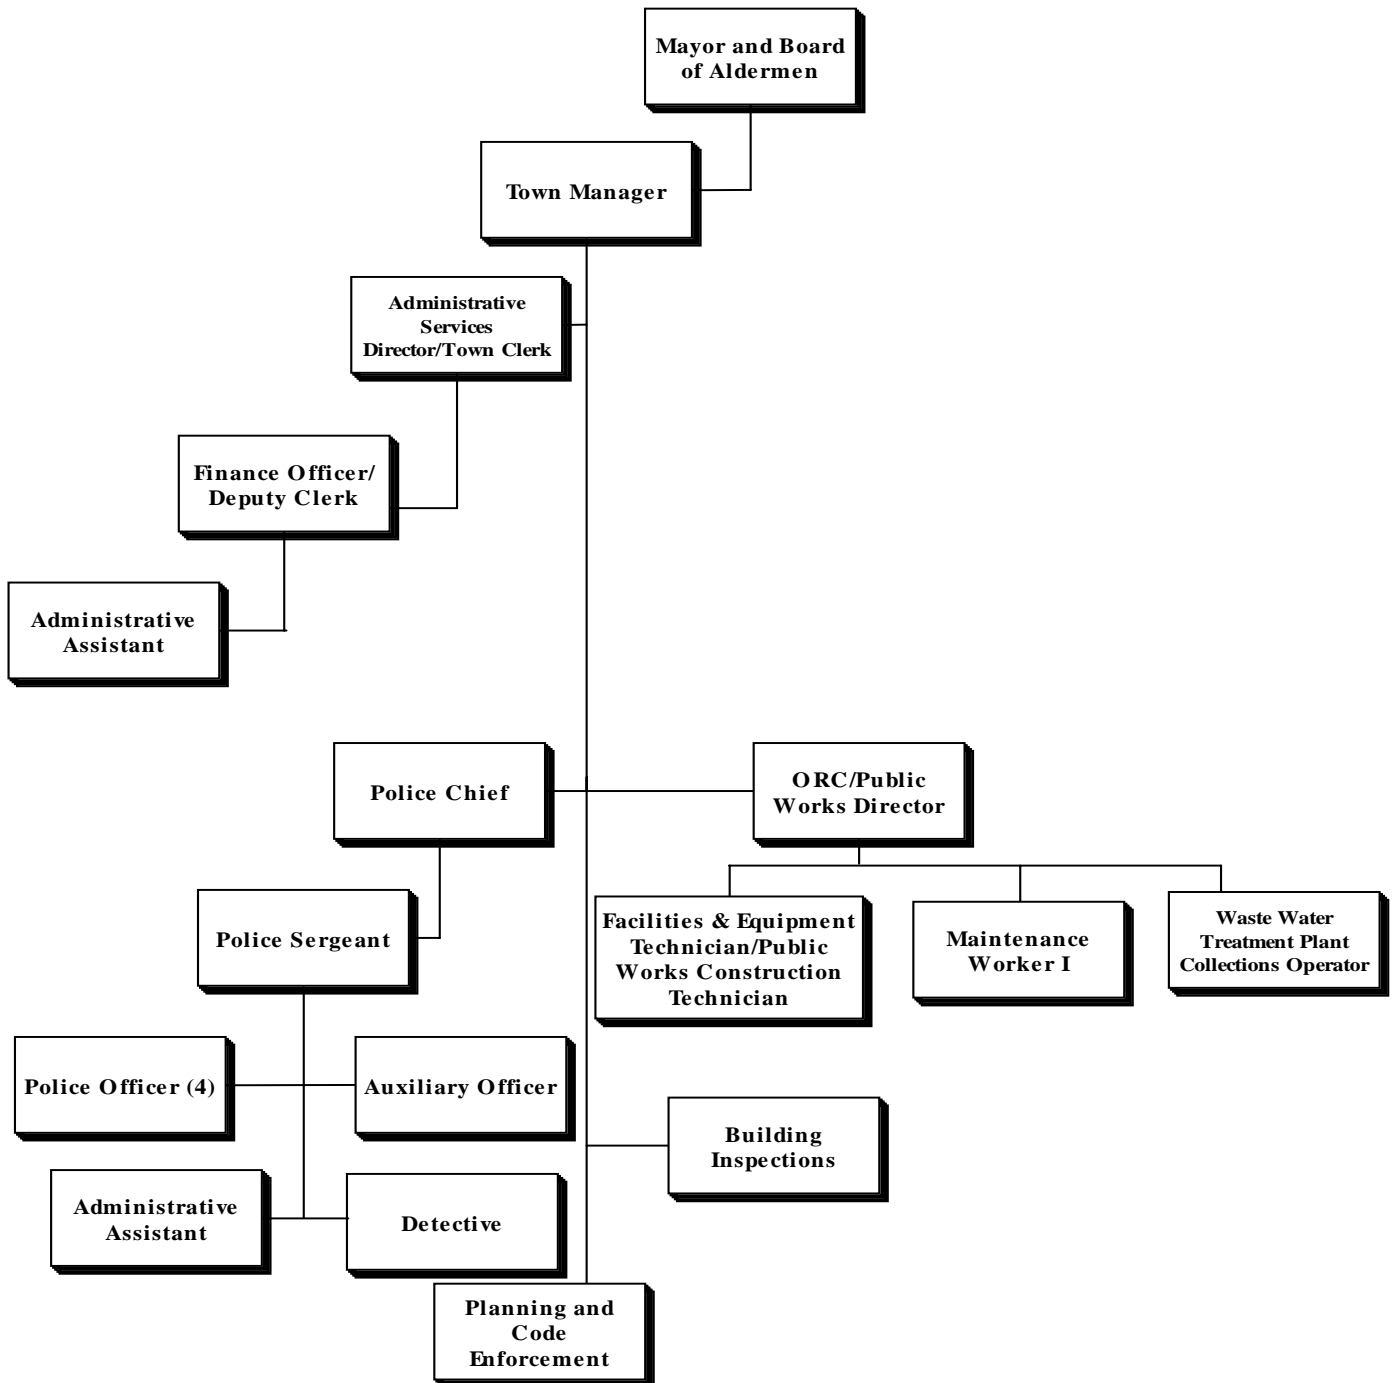 Mayor and Board
of Aldermen
Town Manager
Administrative
Services
Director/Town Clerk
Finance Officer/
Deputy Clerk
Administrative
Assistant
Police Chief
ORC/Public
Works Director
Police Sergeant
Facilities & Equipment
Technician/Public
Works Construction
Technician
Maintenance
Worker I
Waste Water
Treatment Plant
Collections Operator
Police Officer (4)
Auxiliary Officer
Building
Inspections
Administrative
Assistant
Detective
Planning and
Code
Enforcement